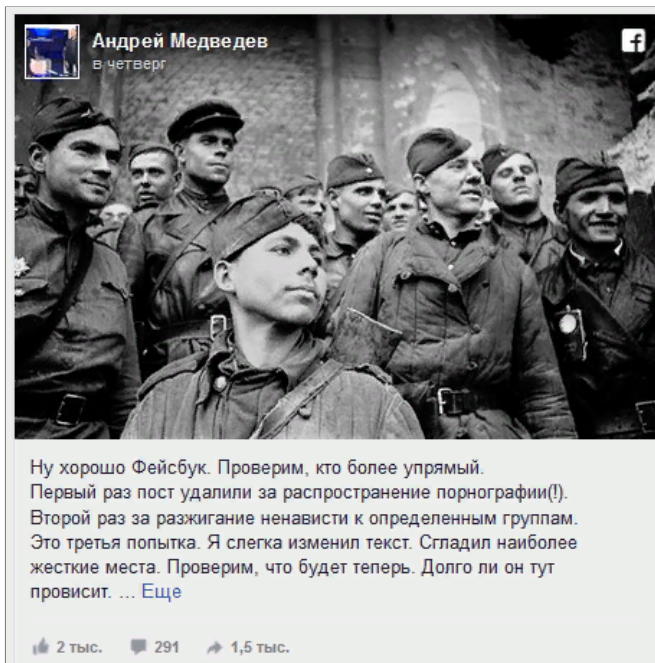 Андрей Медведев
в четверг
Ну хорошо Фейсбук. Проверим, кто более упрямый.
Первый раз пост удалили за распространение порнографии(!).
Второй раз за разжигание ненависти к определенным группам.
Это третья попытка. Я слегка изменил текст. Сгладил наиболее
жесткие места. Проверим, что будет теперь. Долго ли он тут
провисит. ... Еще
2 тыс. 291 1,5 тыс.